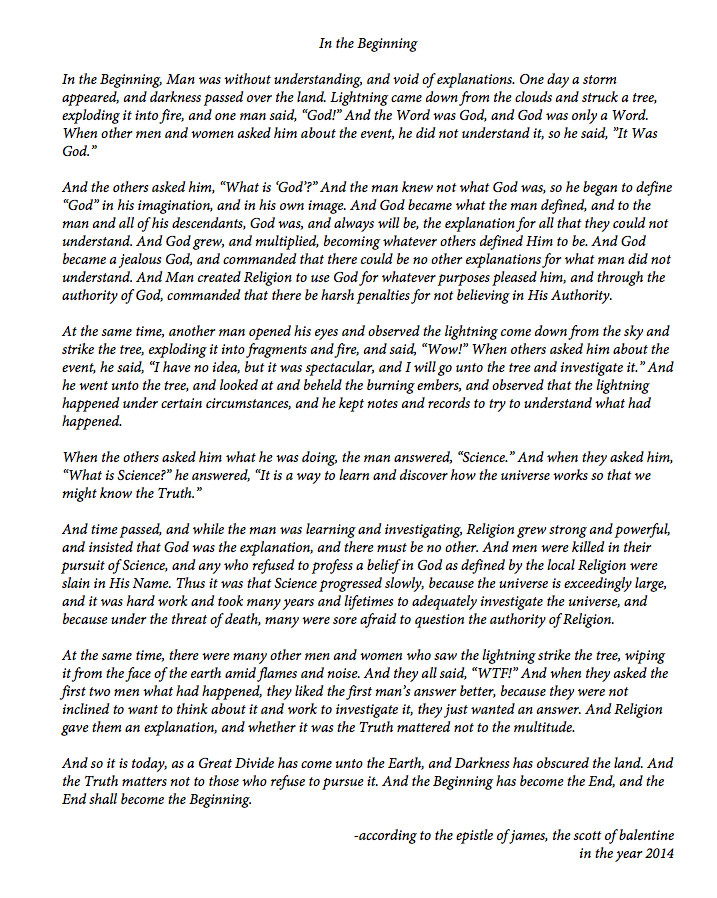 In the Beginning
In the Beginning, Man was without understanding, and void of explanations. One day a storm
appeared, and darkness passed over the land. Lightning came down from the clouds and struck a tree,
exploding it into fire, and one man said, “God!” And the Word was God, and God was only a Word.
When other men and women asked him about the event, he did not understand it, so he said, ”It Was
God.”
And the others asked him, “What is ‘God’?” And the man knew not what God was, so he began to define
“God” in his imagination, and in his own image. And God became what the man defined, and to the
man and all of his descendants, God was, and always will be, the explanation for all that they could not
understand. And God grew, and multiplied, becoming whatever others defined Him to be. And God
became a jealous God, and commanded that there could be no other explanations for what man did not
understand. And Man created Religion to use God for whatever purposes pleased him, and through the
authority of God, commanded that there be harsh penalties for not believing in His Authority.
At the same time, another man opened his eyes and observed the lightning come down from the sky and
strike the tree, exploding it into fragments and fire, and said, “Wow!” When others asked him about the
event, he said, “I have no idea, but it was spectacular, and I will go unto the tree and investigate it.” And
he went unto the tree, and looked at and beheld the burning embers, and observed that the lightning
happened under certain circumstances, and he kept notes and records to try to understand what had
happened.
When the others asked him what he was doing, the man answered, “Science.” And when they asked him,
“What is Science?” he answered, “It is a way to learn and discover how the universe works so that we
might know the Truth.”
And time passed, and while the man was learning and investigating, Religion grew strong and powerful,
and insisted that God was the explanation, and there must be no other. And men were killed in their
pursuit of Science, and any who refused to profess a belief in God as defined by the local Religion were
slain in His Name. Thus it was that Science progressed slowly, because the universe is exceedingly large,
and it was hard work and took many years and lifetimes to adequately investigate the universe, and
because under the threat of death, many were sore afraid to question the authority of Religion.
At the same time, there were many other men and women who saw the lightning strike the tree, wiping
it from the face of the earth amid flames and noise. And they all said, “WTF!” And when they asked the
first two men what had happened, they liked the first man’s answer better, because they were not
inclined to want to think about it and work to investigate it, they just wanted an answer. And Religion
gave them an explanation, and whether it was the Truth mattered not to the multitude.
And so it is today, as a Great Divide has come unto the Earth, and Darkness has obscured the land. And
the Truth matters not to those who refuse to pursue it. And the Beginning has become the End, and the
End shall become the Beginning.
-according to the epistle of james, the scott of balentine
in the year 2014